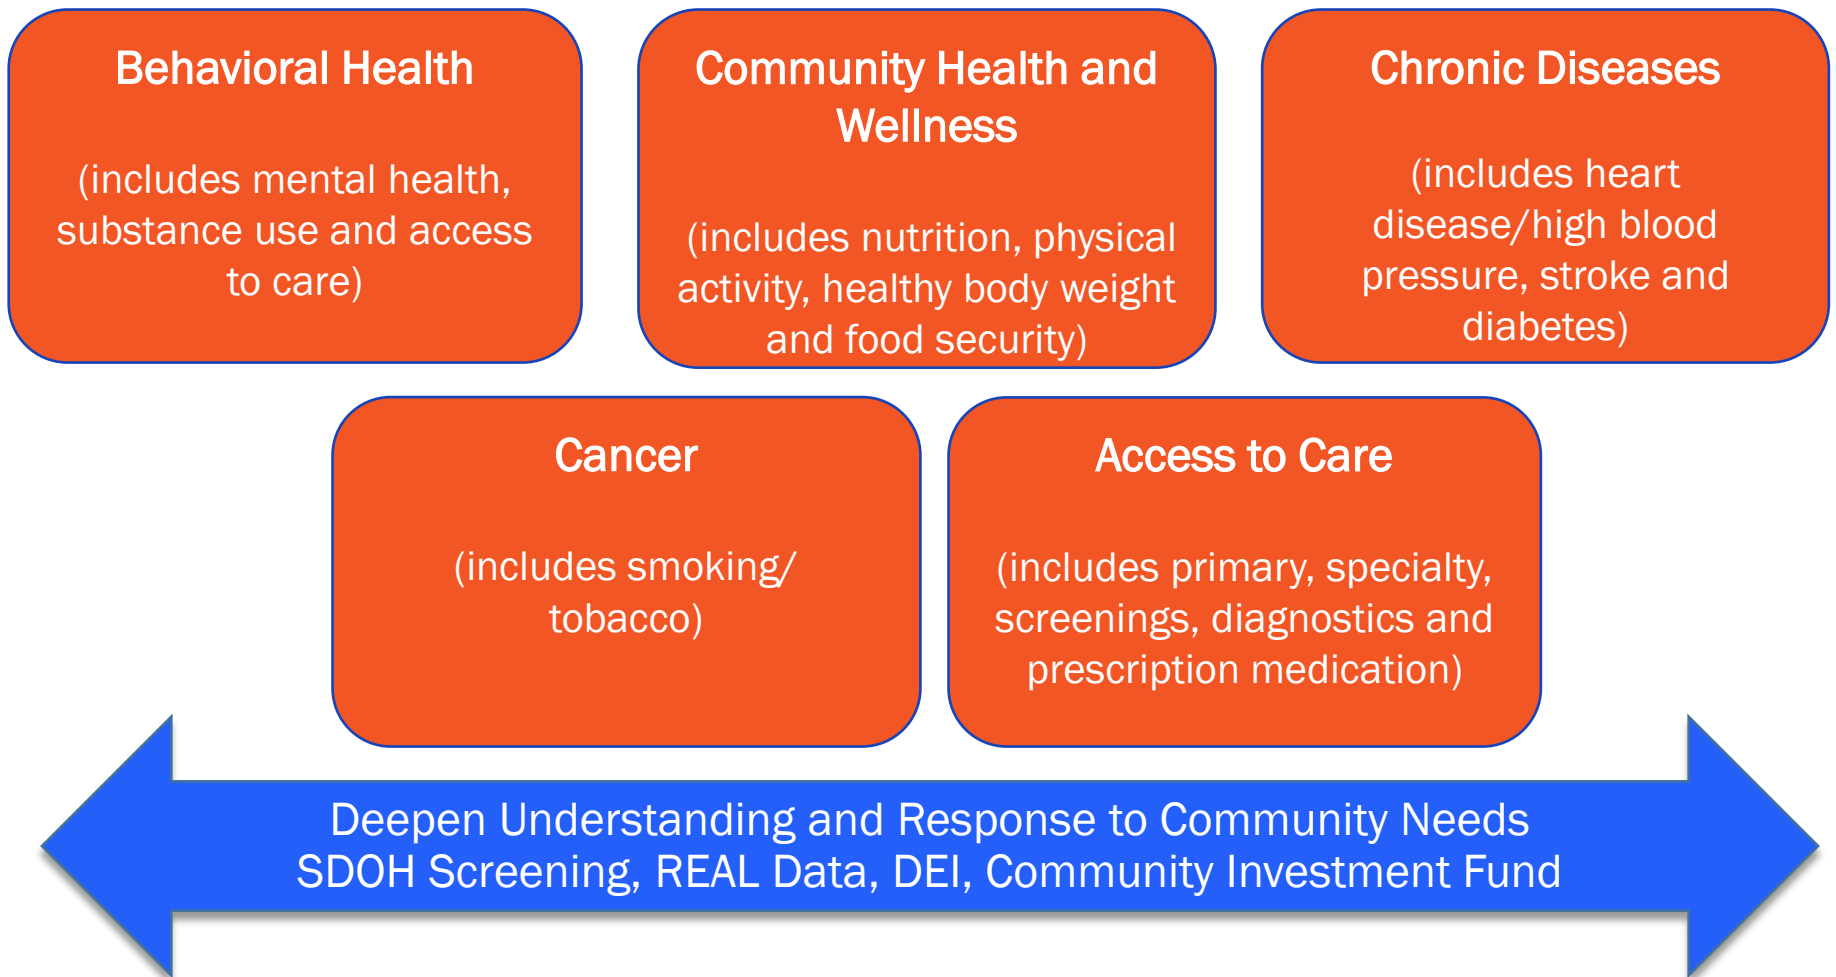 Behavioral Health
(includes mental health,
substance use and access
to care)
Community Health and
Wellness
(includes nutrition, physical
activity, healthy body weight
and food security)
Chronic Diseases
(includes heart
disease/high blood
pressure, stroke and
diabetes)
Cancer
(includes smoking/
tobacco)
Access to Care
(includes primary, specialty,
screenings, diagnostics and
prescription medication)
Deepen Understanding and Response to Community Needs
SDOH Screening, REAL Data, DEI, Community Investment Fund